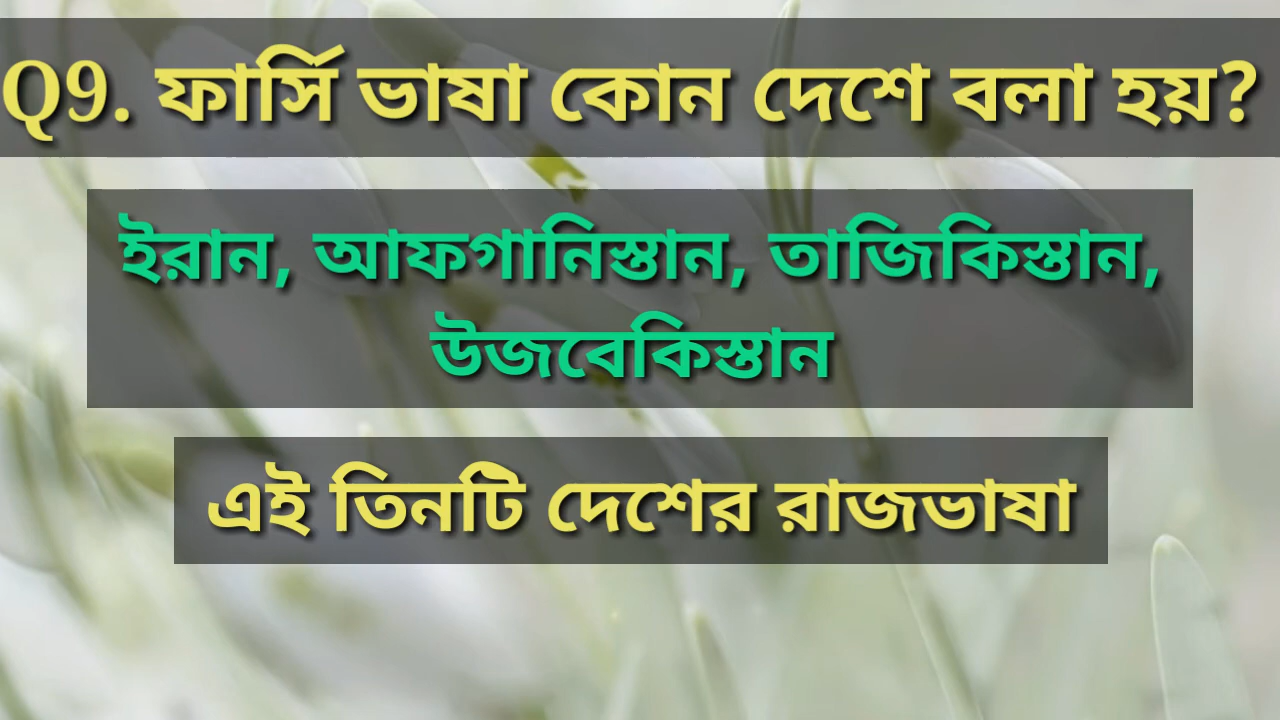 Q9. ফার্সি ভাষা কোন দেশে বলা হয়?
ইরান, আফগানিস্তান, তাজিকিস্তান,
উজবেকিস্তান
এই তিনটি দেশের রাজভাষা